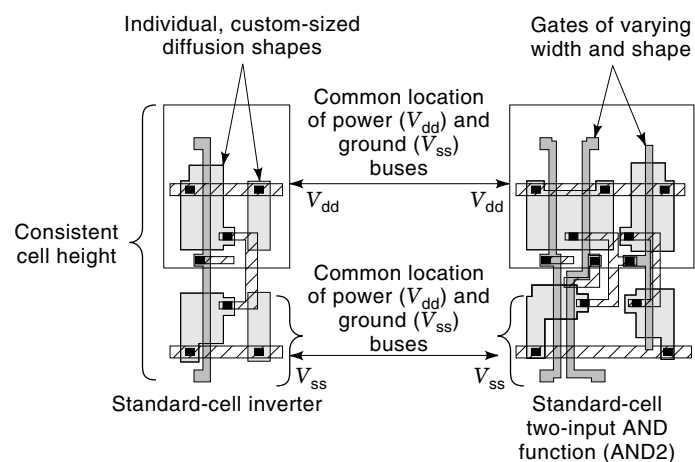 Individual, custom-sized
diffusion shapes
Gates of varying
width and shape
Common location
of power (Vdd) and
ground (Vss)
buses
Vdd
Vdd
Consistent
cell height
Common location
of power (Vdd) and
ground (Vss)
buses
Vss
Vss
Standard-cell inverter
Standard-cell
two-input AND
function (AND2)